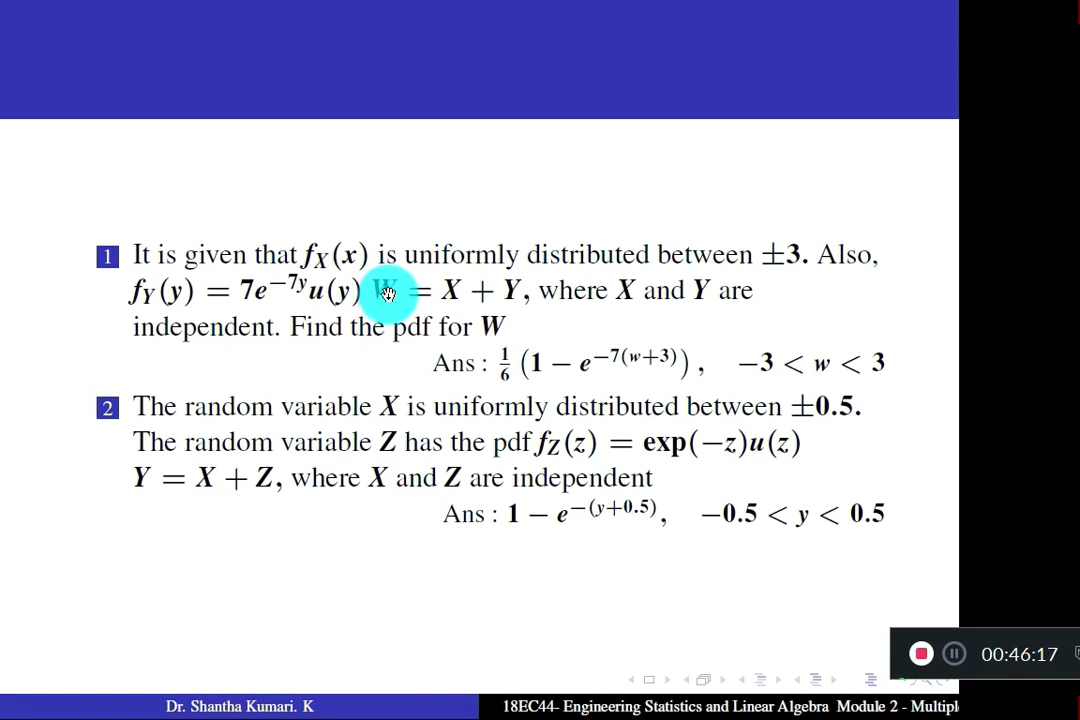 1 It is given that f_X(x) is uniformly distributed between ±3. Also,
f_Y(y) = 7e^{−7y}u(y) W = X + Y, where X and Y are
independent. Find the pdf for W
Ans : 1/6 (1 − e^{−7(w+3)}), −3 < w < 3
2 The random variable X is uniformly distributed between ±0.5.
The random variable Z has the pdf f_Z(z) = exp(−z)u(z)
Y = X + Z, where X and Z are independent
Ans : 1 − e^{−(y+0.5)}, −0.5 < y < 0.5
00:46:17
Dr. Shantha Kumari. K 18EC44- Engineering Statistics and Linear Algebra Module 2 - Multipl